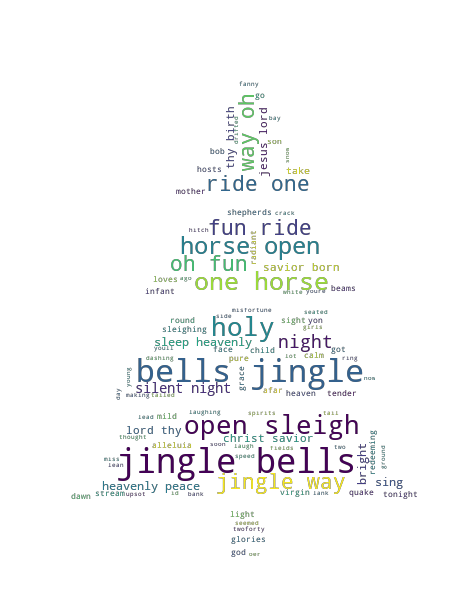 fanny
go
way oh
thy birth
drifted
jesus lord
bay
son
bob
snow
hosts
take
ride one
mother
shepherds
crack
hitch
fun ride
radiant
horse open
oh fun
savior born
loves
ago
one horse
infant
white
yours
beams
misfortune
seated
side
round
sight
yon
sleighing
holy
girls
sleep heavenly
night
youll
face
child
got
dashing
pure
lot
calm
ring
bells jingle
grace
young
now
silent night
day
making
tailed
afar
heaven
tender
laughing
spirits
tail
lead
mild
open sleigh
lord thy
thought
alleluia
soon
christ savior
laugh
fields
two
ground
redeeming
bright
miss
lean
jingle bells
speed
heavenly peace
jingle way
sing
dawn
stream
upsot
id
bank
virgin
lank
quake
tonight
light
seemed
twoforty
glories
god
oer